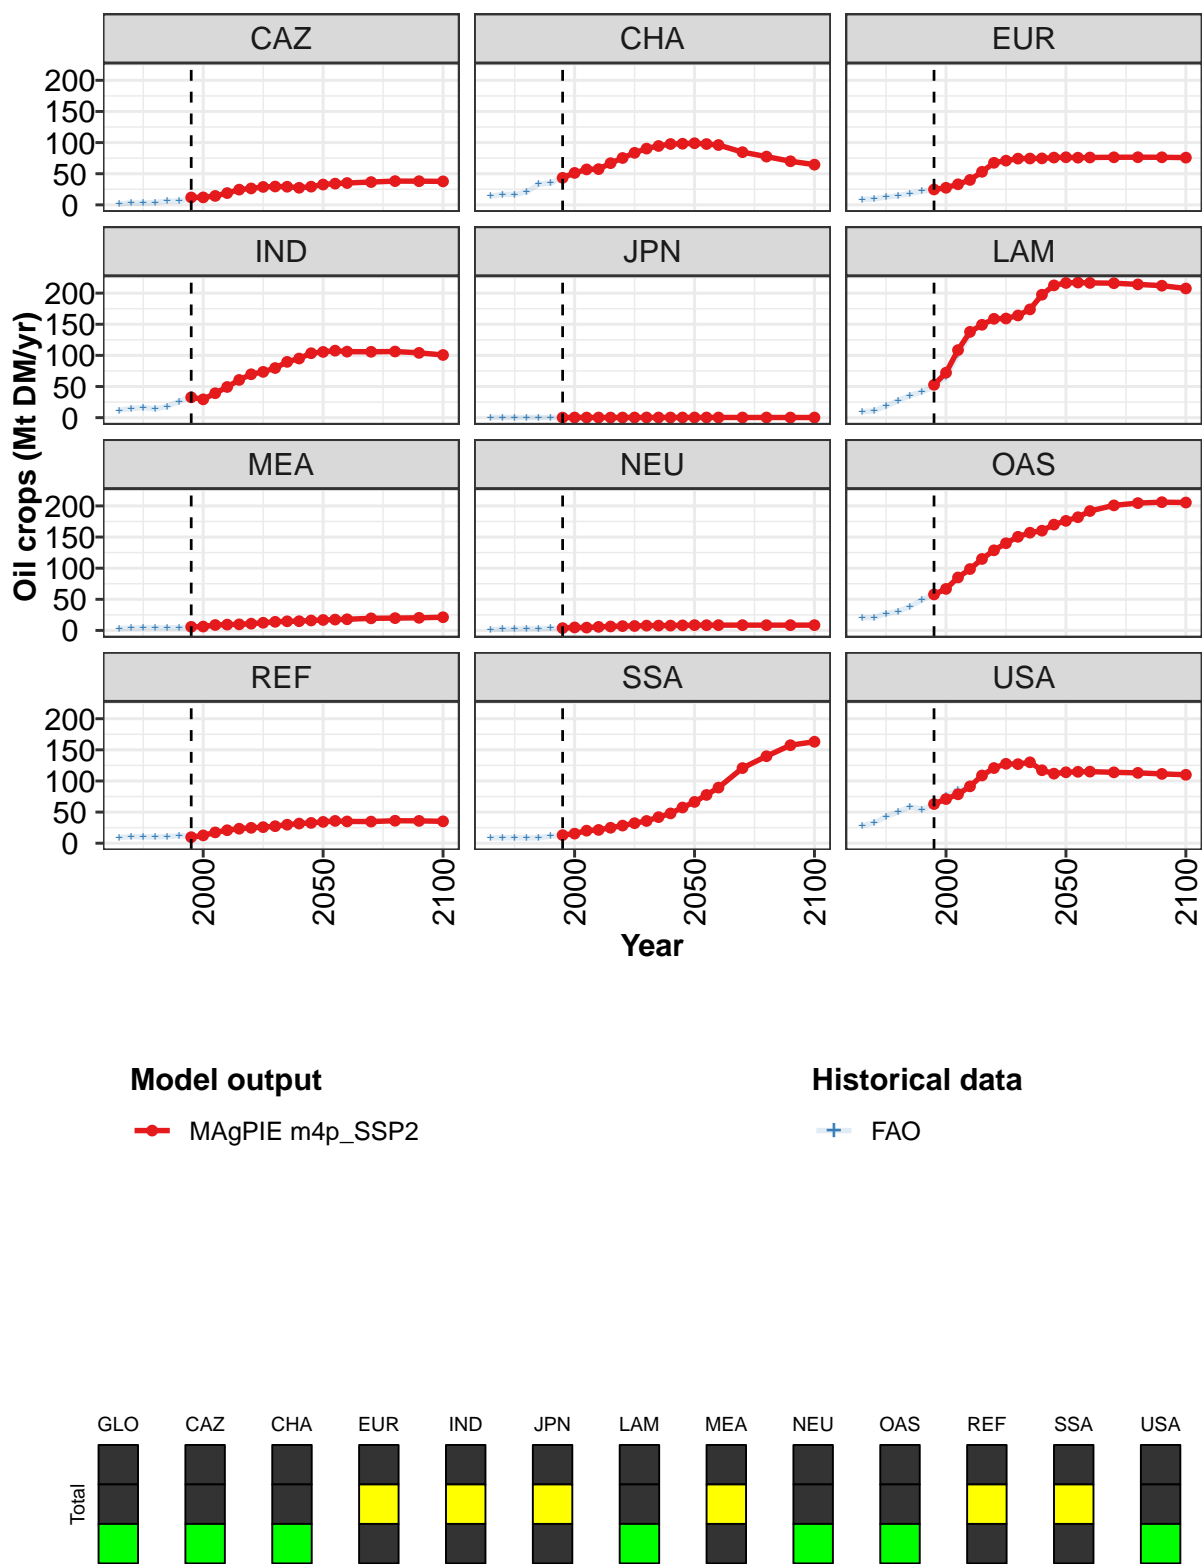 CAZ CHA EUR
200
150
100
50
0
IND JPN LAM
200
150
100
50
0
MEA NEU OAS
200
150
100
50
0
REF SSA USA
200
150
100
50
0
Oil crops (Mt DM/yr)
2000 2050 2100 2000 2050 2100 2000 2050 2100
Year
Model output Historical data
MAgPIE m4p_SSP2 FAO
GLO CAZ CHA EUR IND JPN LAM MEA NEU OAS REF SSA USA
Total